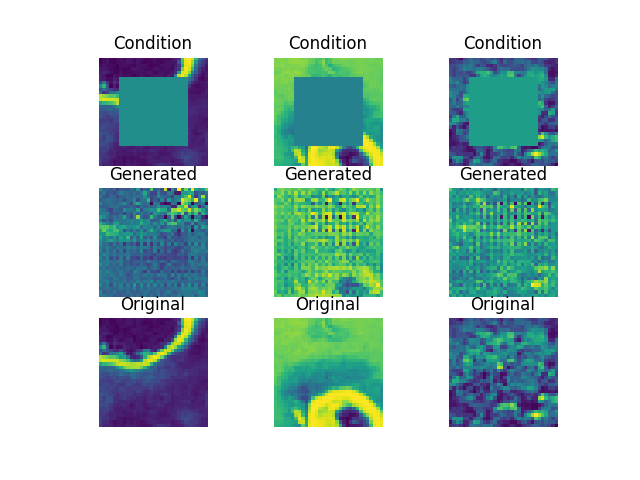 Condition Condition Condition
Generated Generated Generated
Original Original Original